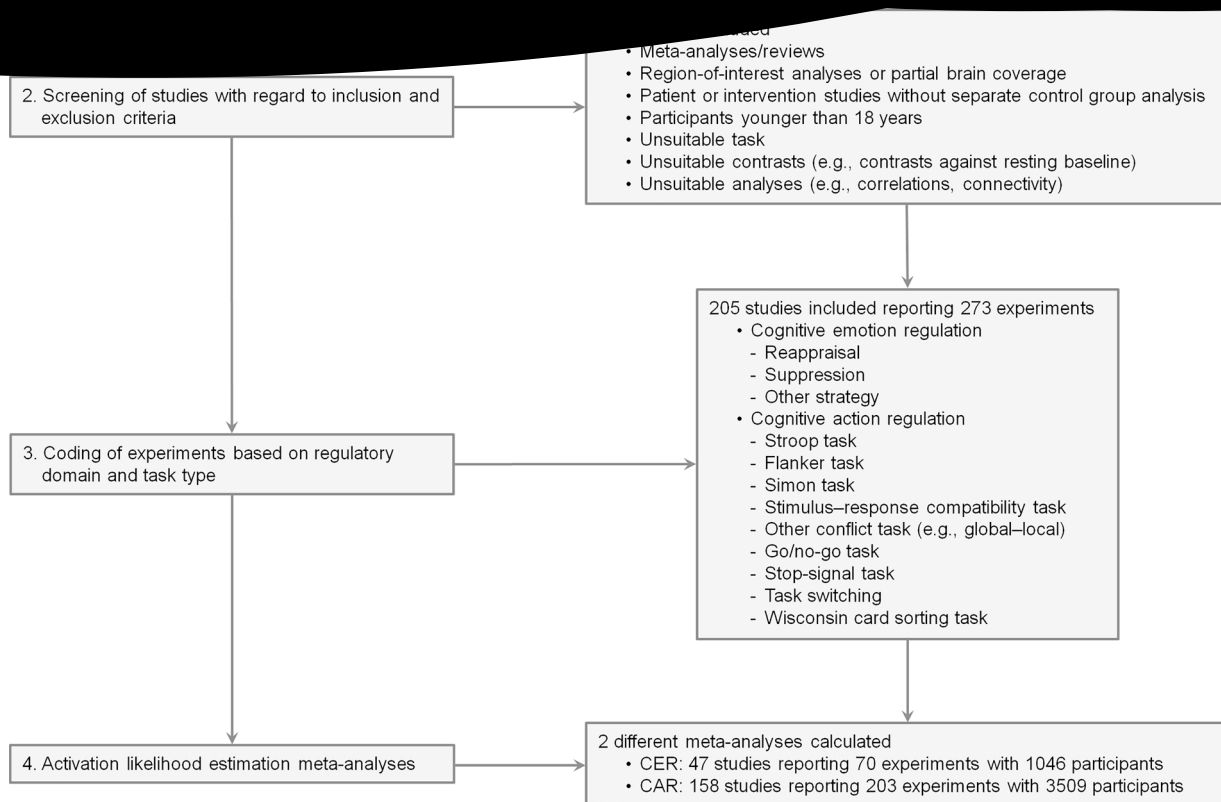 • Meta-analyses/reviews
• Region-of-interest analyses or partial brain coverage
• Patient or intervention studies without separate control group analysis
• Participants younger than 18 years
• Unsuitable task
• Unsuitable contrasts (e.g., contrasts against resting baseline)
• Unsuitable analyses (e.g., correlations, connectivity)
2. Screening of studies with regard to inclusion and
exclusion criteria
205 studies included reporting 273 experiments
• Cognitive emotion regulation
- Reappraisal
- Suppression
- Other strategy
• Cognitive action regulation
- Stroop task
- Flanker task
- Simon task
- Stimulus–response compatibility task
- Other conflict task (e.g., global–local)
- Go/no-go task
- Stop-signal task
- Task switching
- Wisconsin card sorting task
3. Coding of experiments based on regulatory
domain and task type
4. Activation likelihood estimation meta-analyses
2 different meta-analyses calculated
• CER: 47 studies reporting 70 experiments with 1046 participants
• CAR: 158 studies reporting 203 experiments with 3509 participants